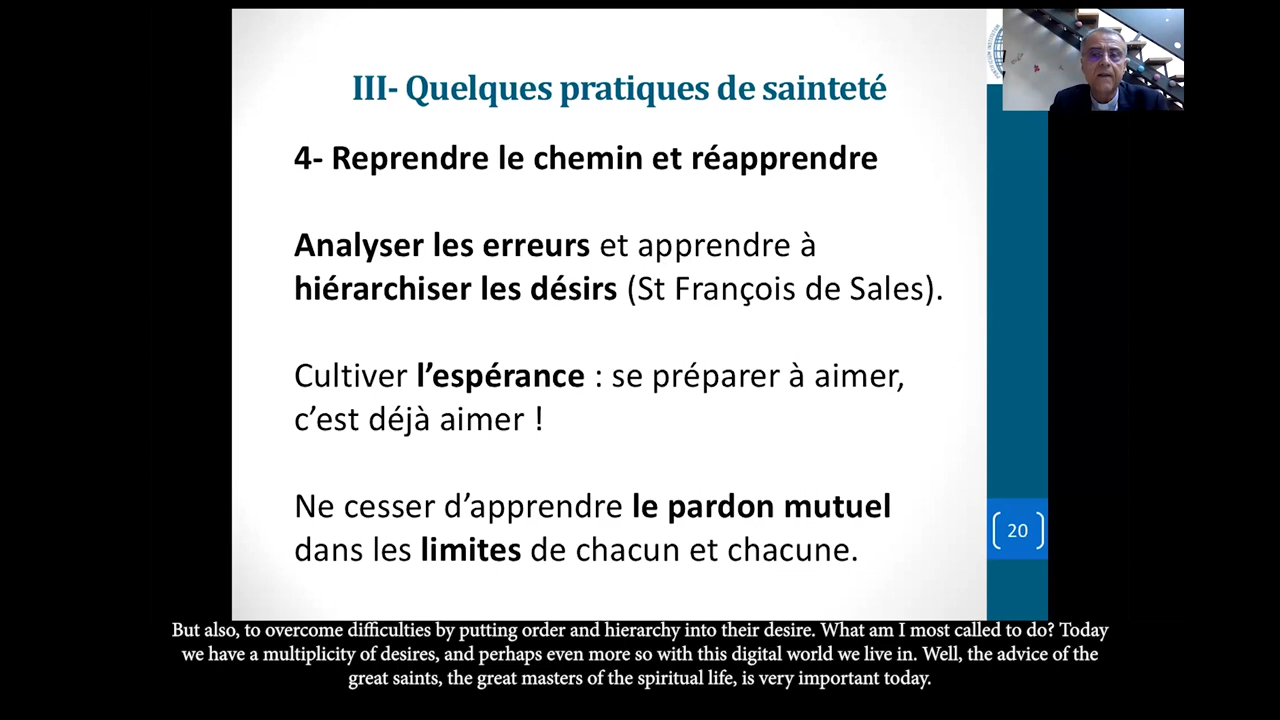 III- Quelques pratiques de sainteté
4- Reprendre le chemin et réapprendre
Analyser les erreurs et apprendre à
hiérarchiser les désirs (St François de Sales).
Cultiver l’espérance : se préparer à aimer,
c’est déjà aimer !
Ne cesser d’apprendre le pardon mutuel
dans les limites de chacun et chacune.
20
But also, to overcome difficulties by putting order and hierarchy into their desire. What am I most called to do? Today
we have a multiplicity of desires, and perhaps even more so with this digital world we live in. Well, the advice of the
great saints, the great masters of the spiritual life, is very important today.